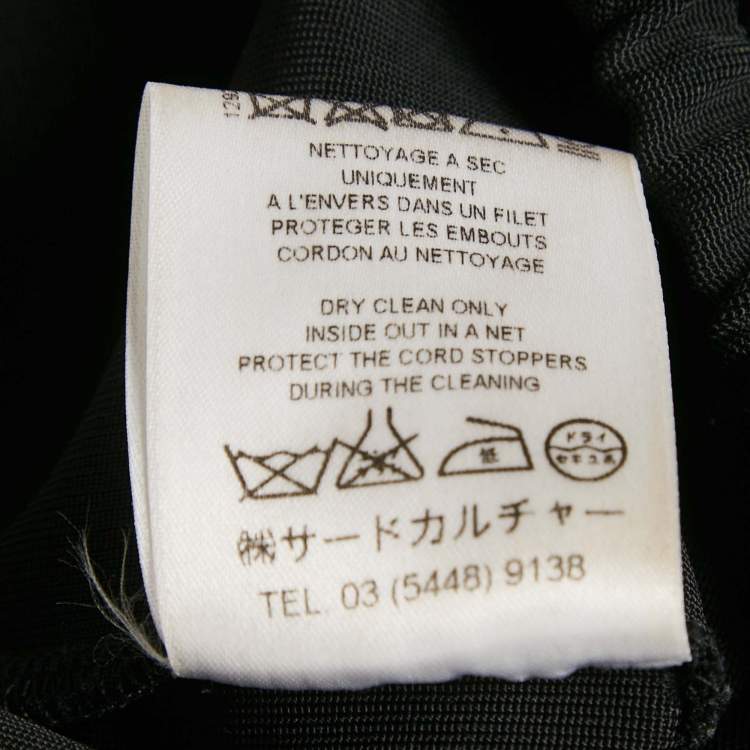 129
NETTOYAGE A SEC
UNIQUEMENT
A L'ENVERS DANS UN FILET
PROTEGER LES EMBOUTS
CORDON AU NETTOYAGE
DRY CLEAN ONLY
INSIDE OUT IN A NET
PROTECT THE CORD STOPPERS
DURING THE CLEANING
低
ドライ
セキユ系
㈱サードカルチャー
TEL. 03 (5448) 9138